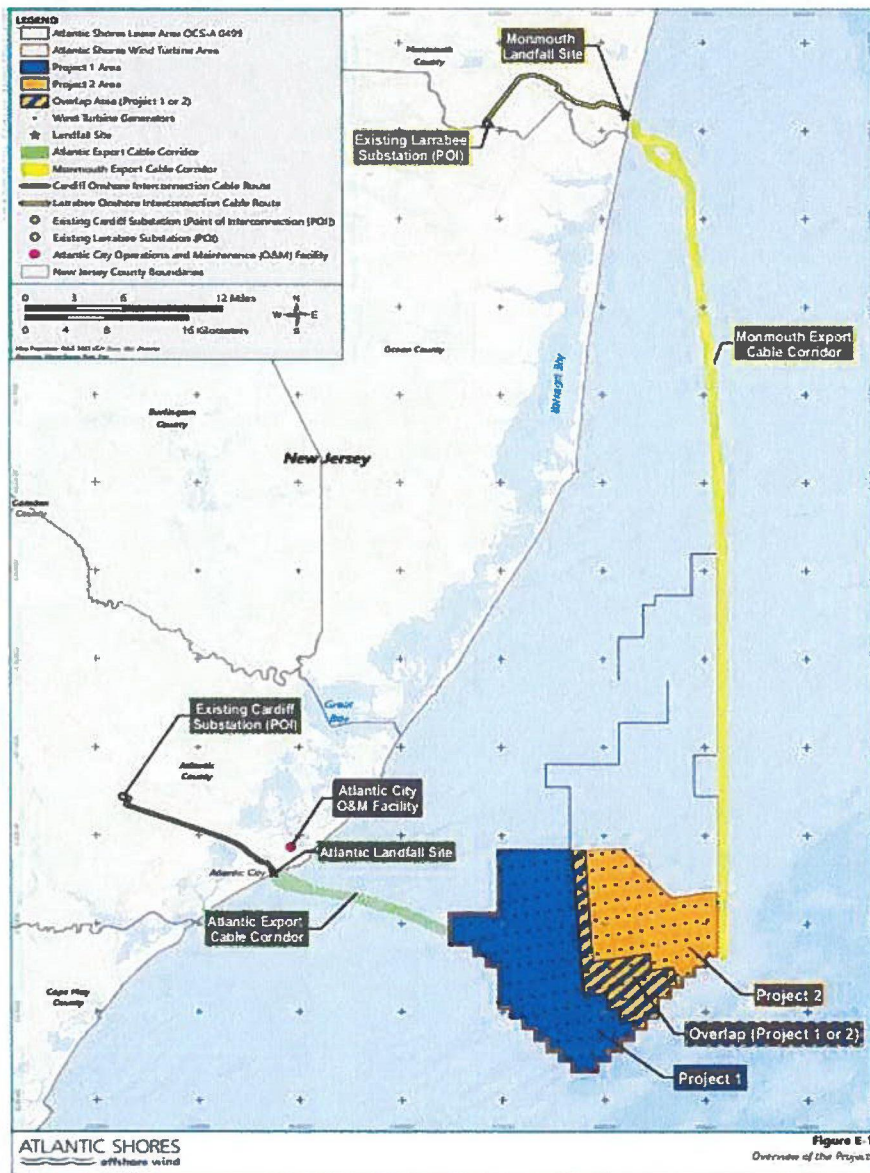 LEGEND
Atlantic Shores Lease Area OCS-A 0499
Atlantic Shores Wind Turbine Area
Project 1 Area
Project 2 Area
Overlap Area (Project 1 or 2)
Wind Turbine Generators
Landfall Site
Atlantic Export Cable Corridor
Monmouth Export Cable Corridor
Cardiff Onshore Interconnection Cable Route
Larrabee Onshore Interconnection Cable Route
Existing Cardiff Substation (Point of Interconnection [POI])
Existing Larrabee Substation (POI)
Atlantic City Operations and Maintenance (O&M) Facility
New Jersey County Boundaries
0 3 6 12 Miles
0 4 8 16 Kilometers
N
W E
S
Monmouth
County
Monmouth
Landfall Site
Existing Larrabee
Substation (POI)
Monmouth Export
Cable Corridor
Ocean County
Barnegat Bay
Burlington
County
New Jersey
Camden
County
Great
Bay
Existing Cardiff
Substation (POI)
Atlantic
County
Atlantic City
O&M Facility
Atlantic Landfall Site
Atlantic City
Atlantic Export
Cable Corridor
Cape May
County
Project 2
Overlap (Project 1 or 2)
Project 1
ATLANTIC SHORES
offshore wind
Figure E-1
Overview of the Project